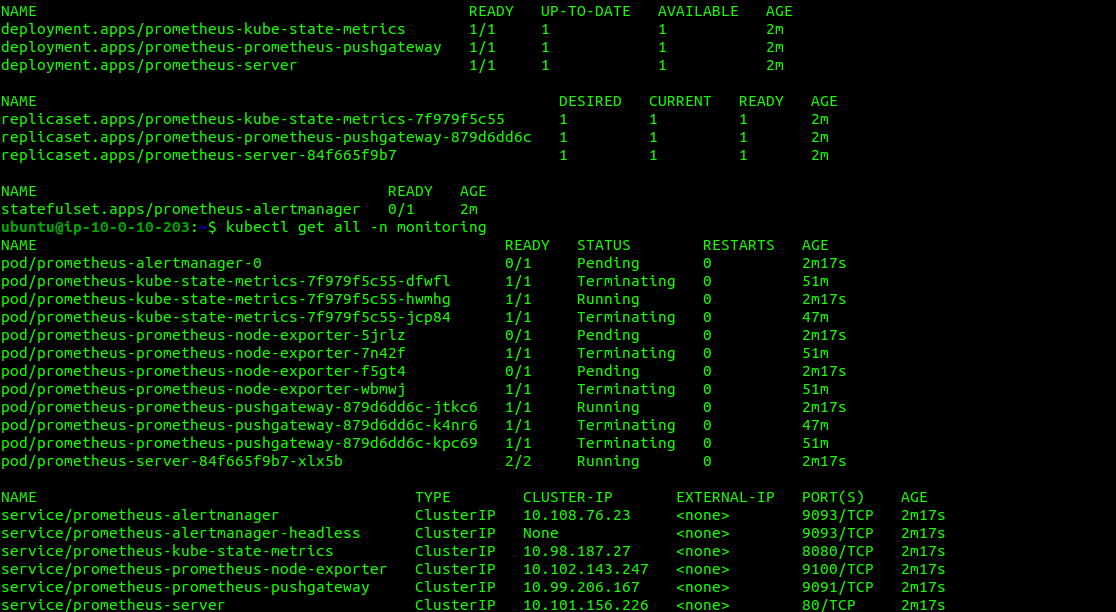 NAME READY UP-TO-DATE AVAILABLE AGE
deployment.apps/prometheus-kube-state-metrics 1/1 1 1 2m
deployment.apps/prometheus-prometheus-pushgateway 1/1 1 1 2m
deployment.apps/prometheus-server 1/1 1 1 2m
NAME DESIRED CURRENT READY AGE
replicaset.apps/prometheus-kube-state-metrics-7f979f5c55 1 1 1 2m
replicaset.apps/prometheus-prometheus-pushgateway-879d6dd6c 1 1 1 2m
replicaset.apps/prometheus-server-84f665f9b7 1 1 1 2m
NAME READY AGE
statefulset.apps/prometheus-alertmanager 0/1 2m
ubuntu@ip-10-0-10-203:~$ kubectl get all -n monitoring
NAME READY STATUS RESTARTS AGE
pod/prometheus-alertmanager-0 0/1 Pending 0 2m17s
pod/prometheus-kube-state-metrics-7f979f5c55-dfwfl 1/1 Terminating 0 51m
pod/prometheus-kube-state-metrics-7f979f5c55-hwmhg 1/1 Running 0 2m17s
pod/prometheus-kube-state-metrics-7f979f5c55-jcp84 1/1 Terminating 0 47m
pod/prometheus-prometheus-node-exporter-5jrlz 0/1 Pending 0 2m17s
pod/prometheus-prometheus-node-exporter-7n42f 1/1 Terminating 0 51m
pod/prometheus-prometheus-node-exporter-f5gt4 0/1 Pending 0 2m17s
pod/prometheus-prometheus-node-exporter-wbmwj 1/1 Terminating 0 51m
pod/prometheus-prometheus-pushgateway-879d6dd6c-jtkc6 1/1 Running 0 2m17s
pod/prometheus-prometheus-pushgateway-879d6dd6c-k4nr6 1/1 Terminating 0 47m
pod/prometheus-prometheus-pushgateway-879d6dd6c-kpc69 1/1 Terminating 0 51m
pod/prometheus-server-84f665f9b7-xlx5b 2/2 Running 0 2m17s
NAME TYPE CLUSTER-IP EXTERNAL-IP PORT(S) AGE
service/prometheus-alertmanager ClusterIP 10.108.76.23 <none> 9093/TCP 2m17s
service/prometheus-alertmanager-headless ClusterIP None <none> 9093/TCP 2m17s
service/prometheus-kube-state-metrics ClusterIP 10.98.187.27 <none> 8080/TCP 2m17s
service/prometheus-prometheus-node-exporter ClusterIP 10.102.143.247 <none> 9100/TCP 2m17s
service/prometheus-prometheus-pushgateway ClusterIP 10.99.206.167 <none> 9091/TCP 2m17s
service/prometheus-server ClusterIP 10.101.156.226 <none> 80/TCP 2m17s